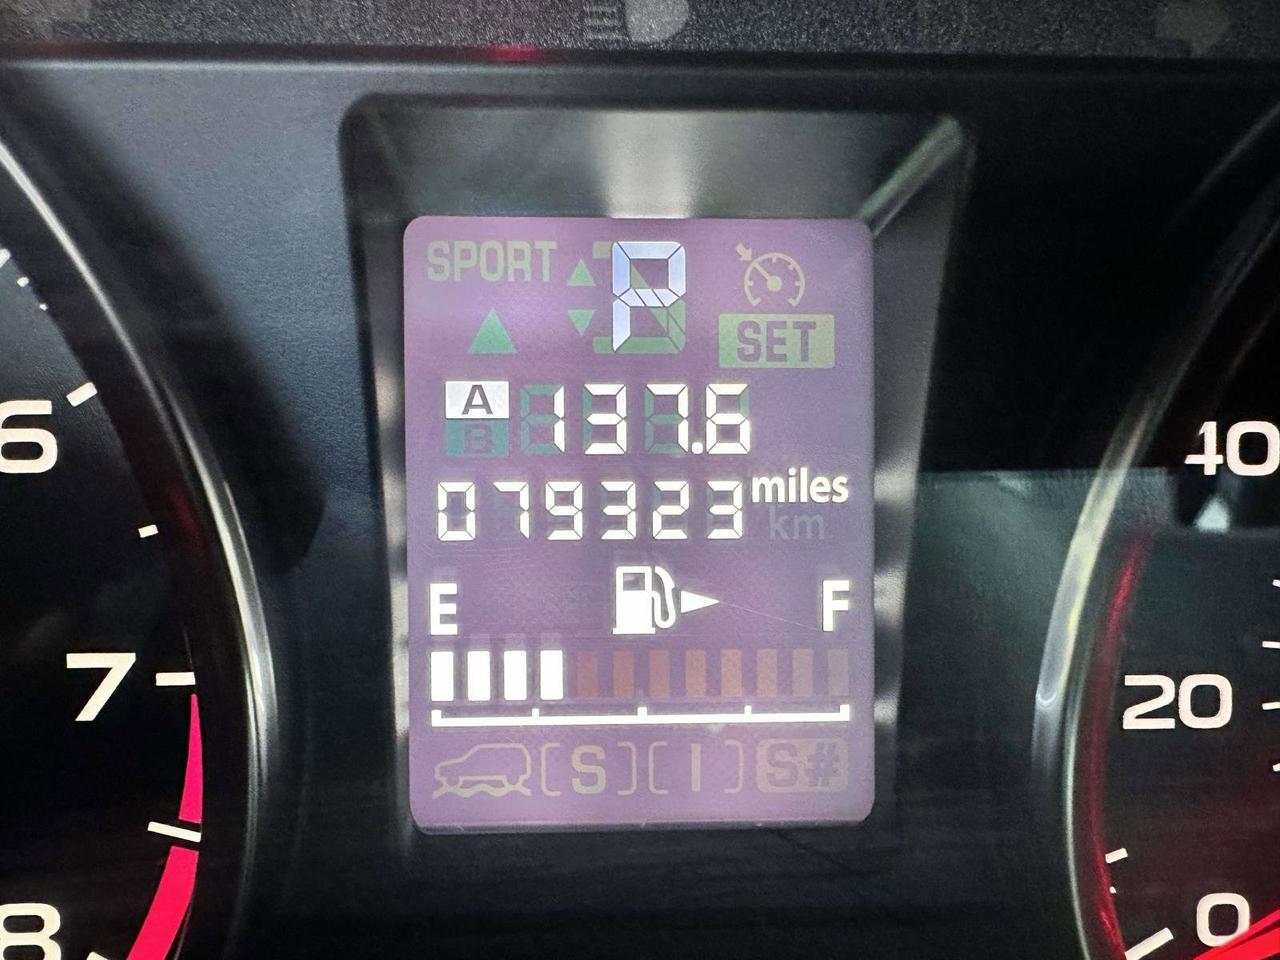 SPORT P
SET
A 137.6
B
079323 miles
km
E F
[S] [I] S#
6
7
8
40
20
0